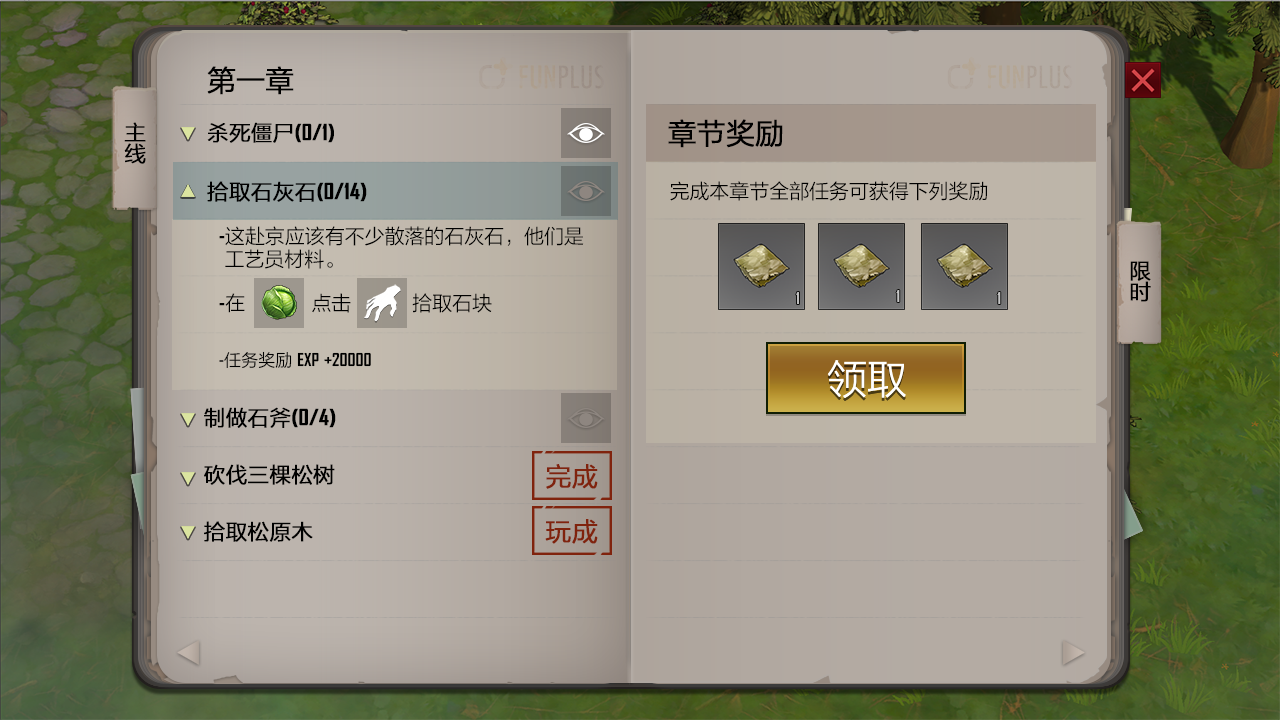 第一章
FUNPLUS
FUNPLUS
主线
杀死僵尸(0/1)
章节奖励
拾取石灰石(0/14)
完成本章节全部任务可获得下列奖励
-这赴京应该有不少散落的石灰石，他们是
工艺员材料。
1
1
1
限时
-在 点击 拾取石块
-任务奖励 EXP +20000
领取
制做石斧(0/4)
砍伐三棵松树
完成
拾取松原木
玩成